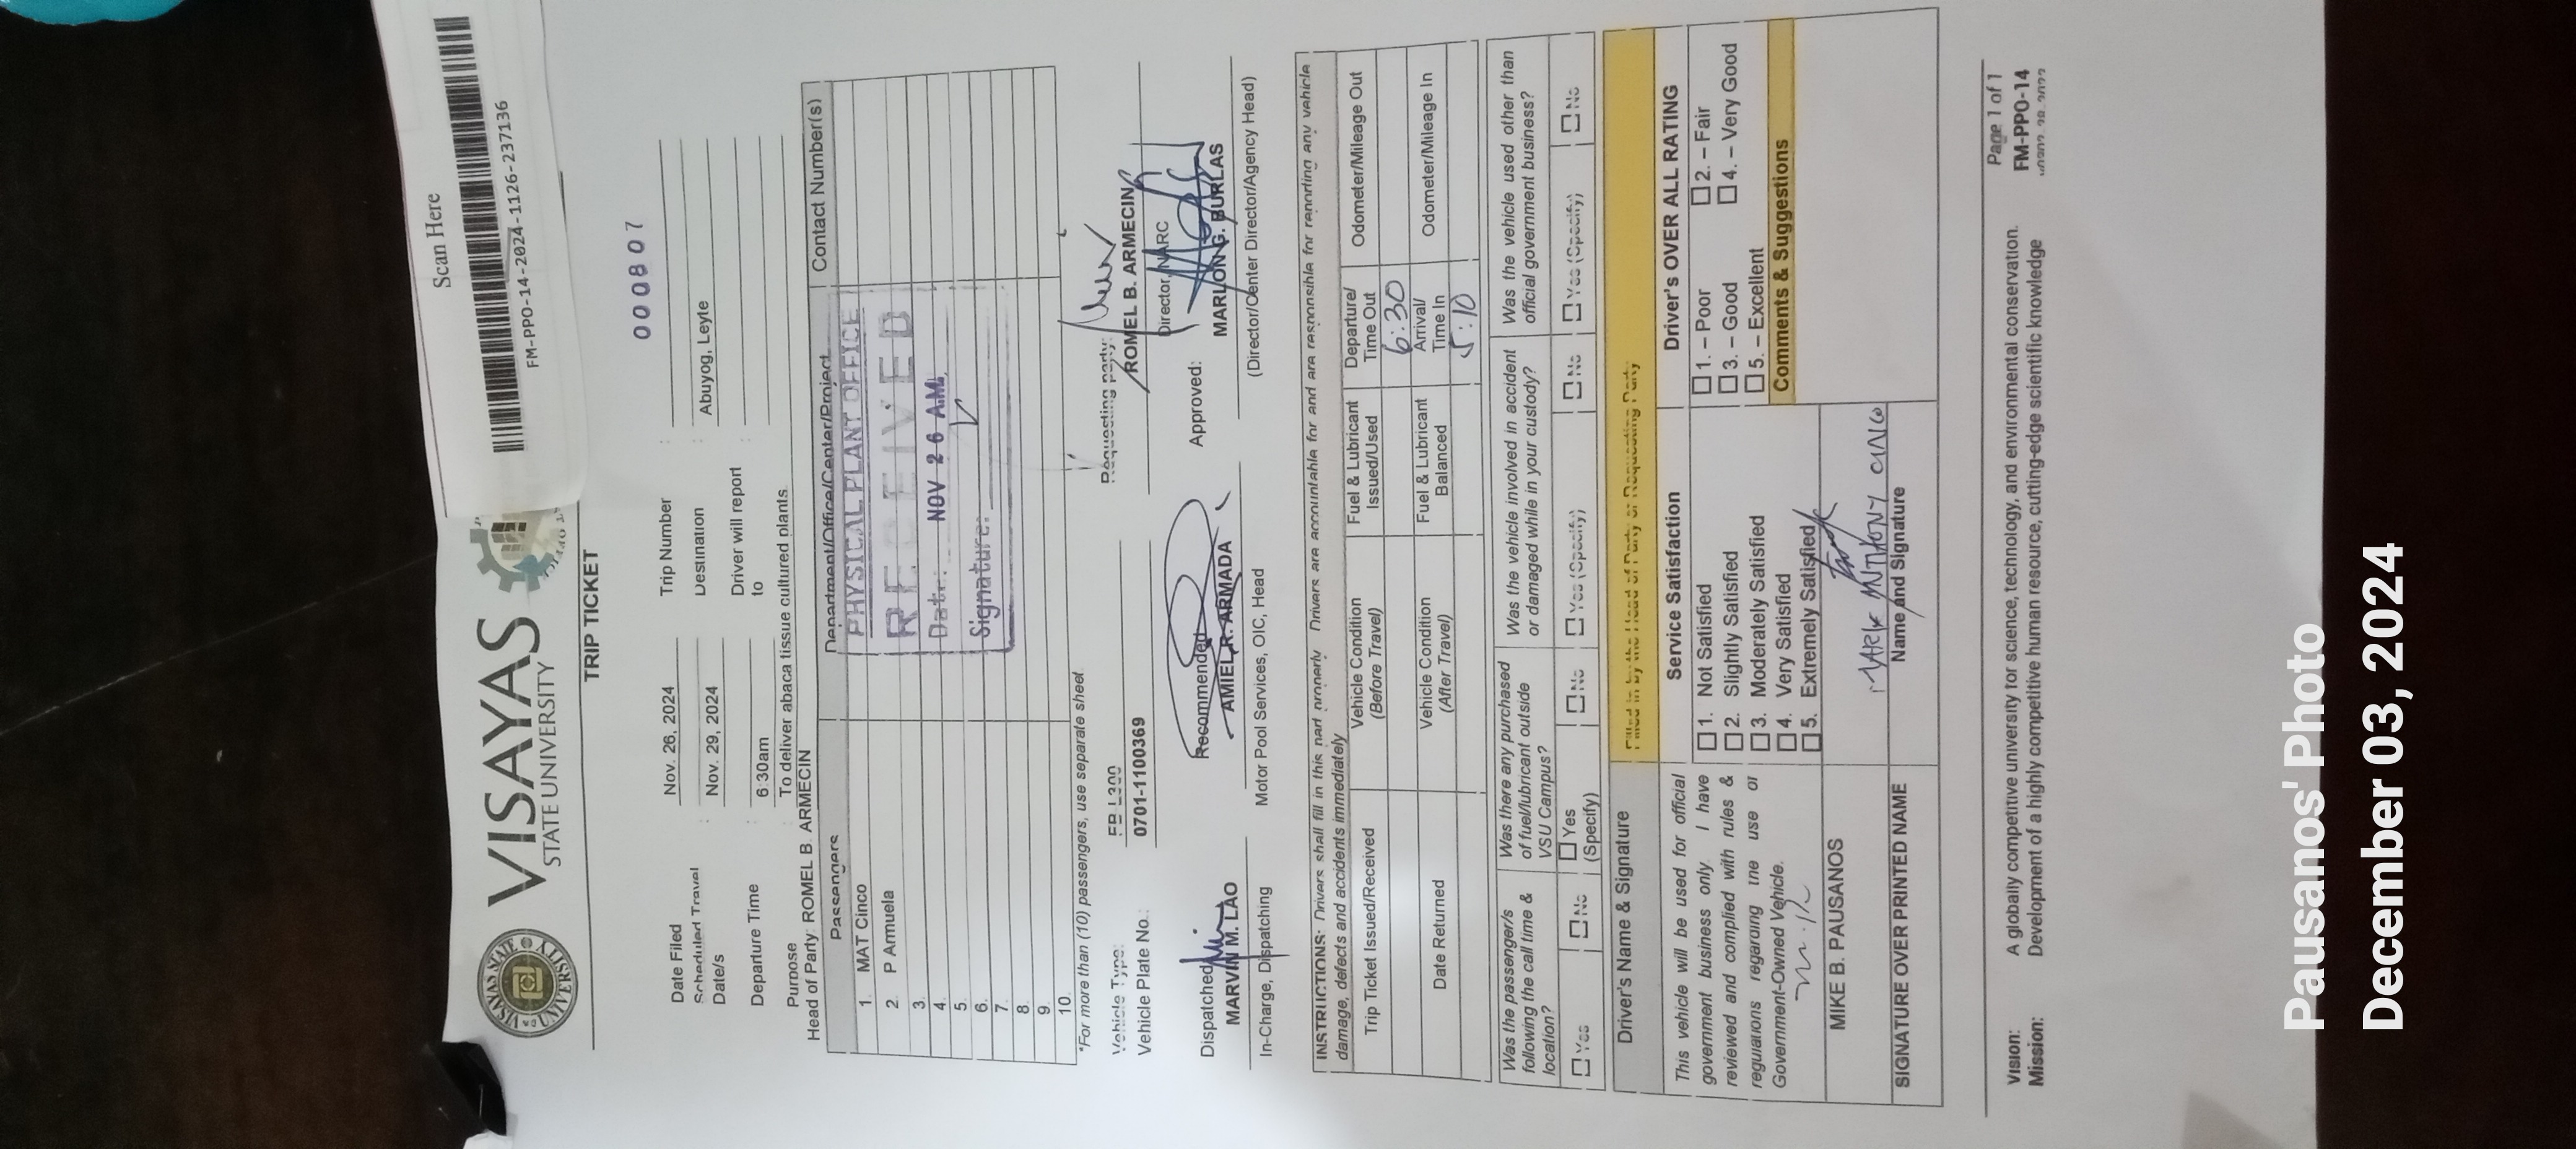 Scan Here
FM-PPO-14-2024-1126-237136
VISAYAS
STATE UNIVERSITY
TRIP TICKET
000807
Date Filed : Nov. 26, 2024 Trip Number :
Scheduled Travel Date/s : Nov. 29, 2024 Destination : Abuyog, Leyte
Departure Time : 6:30am Driver will report to :
Purpose : To deliver abaca tissue cultured plants
Head of Party: ROMEL B. ARMECIN
Passengers Department/Office/Center/Project Contact Number(s)
1. MAT Cinco
2. P Armuela
3.
4.
5.
6.
7.
8.
9.
10.
PHYSICAL PLANT OFFICE
RECEIVED
Date: NOV 26 AM
Signature:
*For more than (10) passengers, use separate sheet
Vehicle Type: FB L300
Vehicle Plate No.: 0701-1100369
Requesting party:
ROMEL B. ARMECIN
Director, NARC
Dispatched
MARVIN M. LAO
In-Charge, Dispatching
Recommended
AMIEL R. ARMADA
Motor Pool Services, OIC, Head
Approved:
MARLON G. BURLAS
(Director/Center Director/Agency Head)
INSTRUCTIONS: Drivers shall fill in this part properly. Drivers are accountable for and are responsible for reporting any vehicle
damage, defects and accidents immediately
Trip Ticket Issued/Received Vehicle Condition (Before Travel) Fuel & Lubricant Issued/Used Departure/ Time Out Odometer/Mileage Out
6:30
Date Returned Vehicle Condition (After Travel) Fuel & Lubricant Balanced Arrival/ Time In Odometer/Mileage In
5:10
Was the passenger/s following the call time & location? Was there any purchased of fuel/lubricant outside VSU Campus? Was the vehicle involved in accident or damaged while in your custody? Was the vehicle used other than official government business?
☐ Yes ☐ No ☐ Yes (Specify) ☐ No ☐ Yes (Specify) ☐ No ☐ Yes (Specify) ☐ No
Filled in by the Head of Party or Requesting Party
Driver's Name & Signature Service Satisfaction Driver's OVER ALL RATING
This vehicle will be used for official
government business only. I have
reviewed and complied with rules &
regulations regarding the use of
Government-Owned Vehicle.
MIKE B. PAUSANOS
SIGNATURE OVER PRINTED NAME
☐ 1. Not Satisfied
☐ 2. Slightly Satisfied
☐ 3. Moderately Satisfied
☐ 4. Very Satisfied
☐ 5. Extremely Satisfied
MARK ANTHONY CINCO
Name and Signature
☐ 1. – Poor ☐ 2. – Fair
☐ 3. – Good ☐ 4. – Very Good
☐ 5. – Excellent
Comments & Suggestions
Page 1 of 1
FM-PPO-14
Vision: A globally competitive university for science, technology, and environmental conservation.
Mission: Development of a highly competitive human resource, cutting-edge scientific knowledge
Pausanos' Photo
December 03, 2024